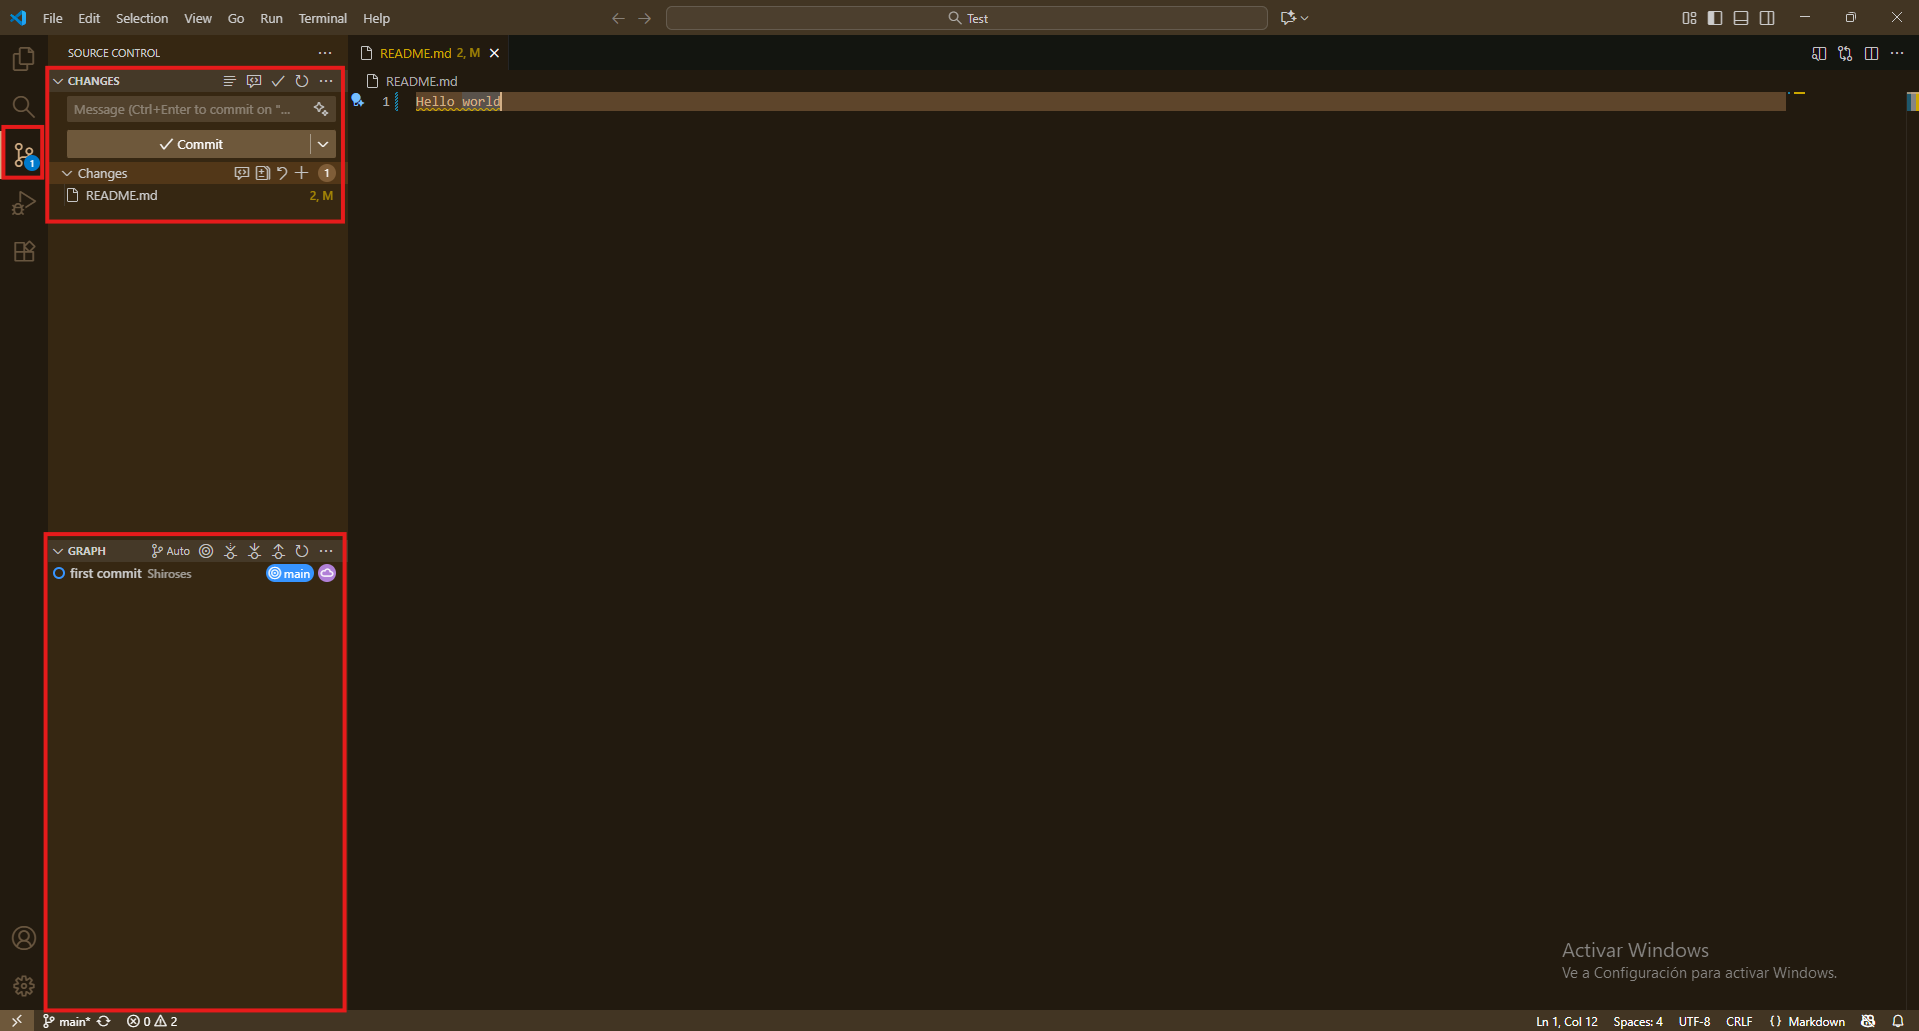 File Edit Selection View Go Run Terminal Help
Test
SOURCE CONTROL
CHANGES
Message (Ctrl+Enter to commit on "...
Commit
Changes
1
README.md
2, M
1
GRAPH
Auto
first commit Shiroses
main
README.md 2, M
README.md
1
Hello world
Activar Windows
Ve a Configuración para activar Windows.
main* 0 2
Ln 1, Col 12 Spaces: 4 UTF-8 CRLF {} Markdown